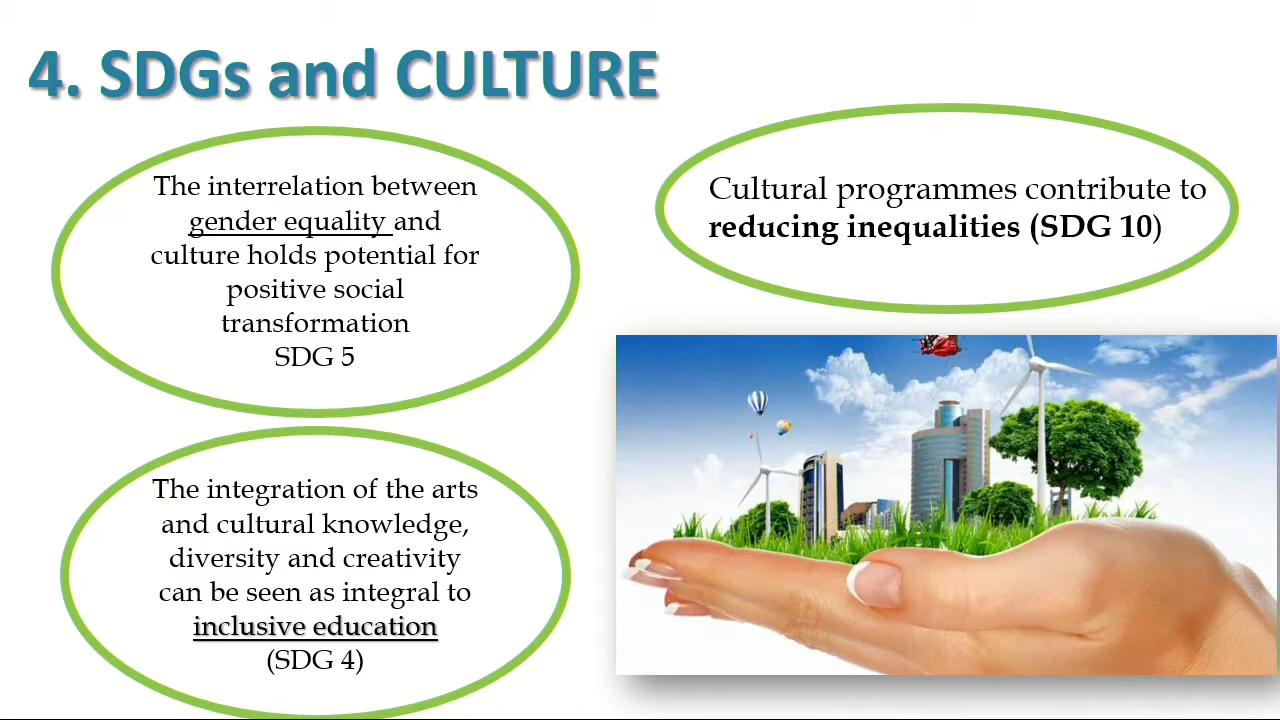 4. SDGs and CULTURE
The interrelation between
gender equality and
culture holds potential for
positive social
transformation
SDG 5
Cultural programmes contribute to
reducing inequalities (SDG 10)
The integration of the arts
and cultural knowledge,
diversity and creativity
can be seen as integral to
inclusive education
(SDG 4)